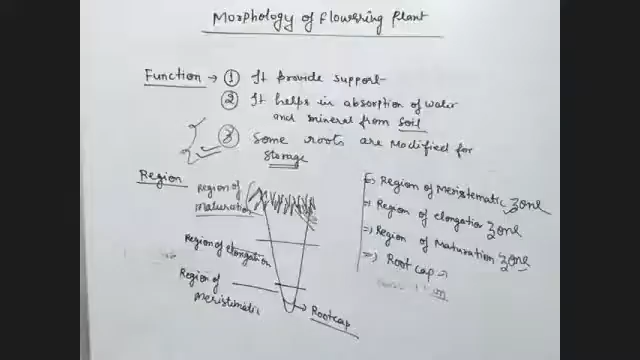 Morphology of flowering Plant
Function → ① It provide support
② It helps in absorption of water
and mineral from soil
③ Some roots are modified for
storage
Region
Region of
maturation
Region of elongation
Region of
meristematic
Rootcap
Region of Meristematic zone
Region of elongation zone
⇒ Region of Maturation zone
⇒ Root cap